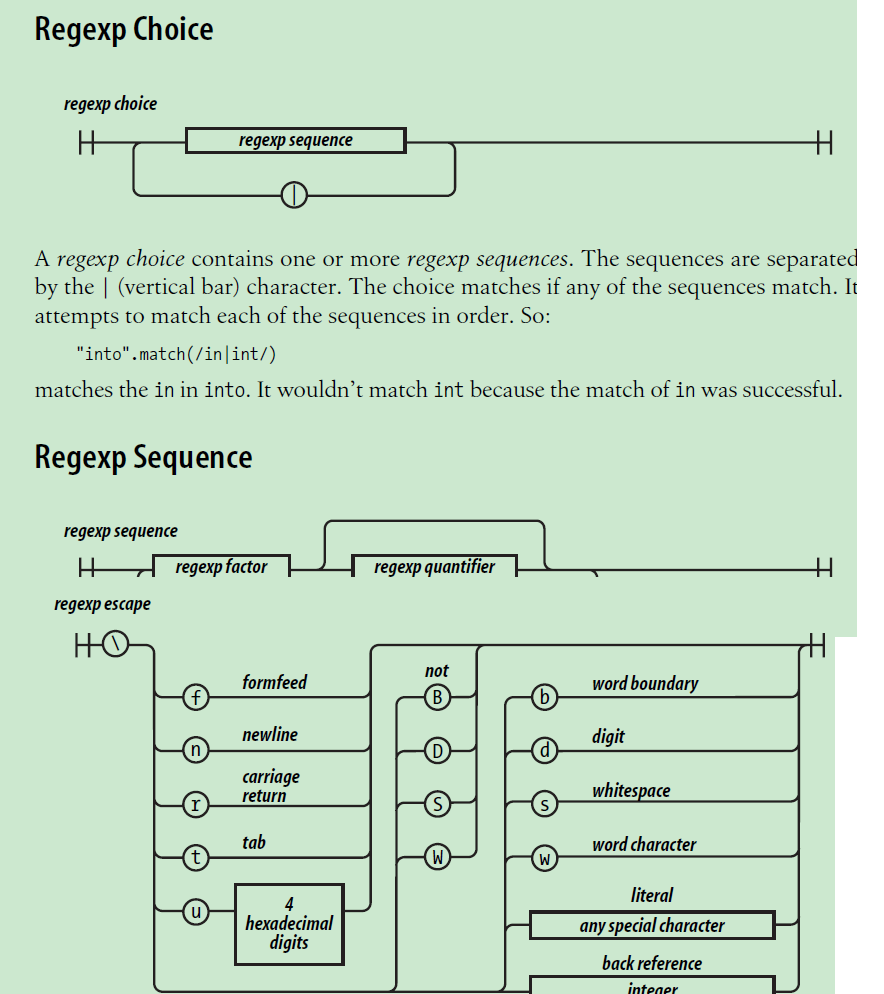 Regexp Choice
regexp choice
regexp sequence
|
A regexp choice contains one or more regexp sequences. The sequences are separated
by the | (vertical bar) character. The choice matches if any of the sequences match. It
attempts to match each of the sequences in order. So:
"into".match(/in|int/)
matches the in in into. It wouldn't match int because the match of in was successful.
Regexp Sequence
regexp sequence
regexp factor
regexp quantifier
regexp escape
\
f
formfeed
n
newline
r
carriage
return
t
tab
u
4
hexadecimal
digits
not
B
D
S
W
b
word boundary
d
digit
s
whitespace
w
word character
literal
any special character
back reference
integer